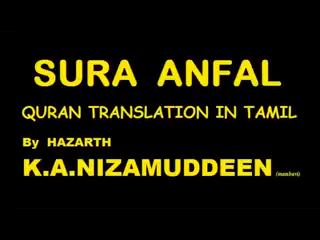 SURA ANFAL
QURAN TRANSLATION IN TAMIL
By HAZARTH
K.A.NIZAMUDDEEN (manbavi)